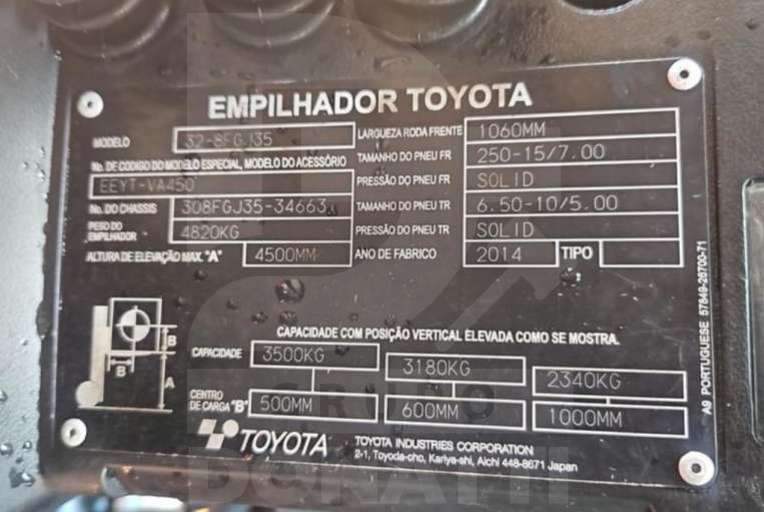 EMPILHADOR TOYOTA
MODELO 32-8FGJ35 LARGUEZA RODA FRENTE 1060MM
No. DE CODIGO DO MODELO ESPECIAL, MODELO DO ACESSÓRIO TAMANHO DO PNEU FR 250-15/7.00
EEYT-VA450 PRESSÃO DO PNEU FR SOLID
No. DO CHASSIS 308FGJ35-34663 TAMANHO DO PNEU TR 6.50-10/5.00
PESO DO EMPILHADOR 4820KG PRESSÃO DO PNEU TR SOLID
ALTURA DE ELEVAÇÃO MAX. "A" 4500MM ANO DE FABRICO 2014 TIPO
CAPACIDADE COM POSIÇÃO VERTICAL ELEVADA COMO SE MOSTRA.
CAPACIDADE 3500KG 3180KG 2340KG
CENTRO DE CARGA "B" 500MM 600MM 1000MM
B
B
A
TOYOTA TOYOTA INDUSTRIES CORPORATION
2-1, Toyoda-cho, Kariya-shi, Aichi 448-8671 Japan
A9 PORTUGUESE 57849-26700-71
GRUPO